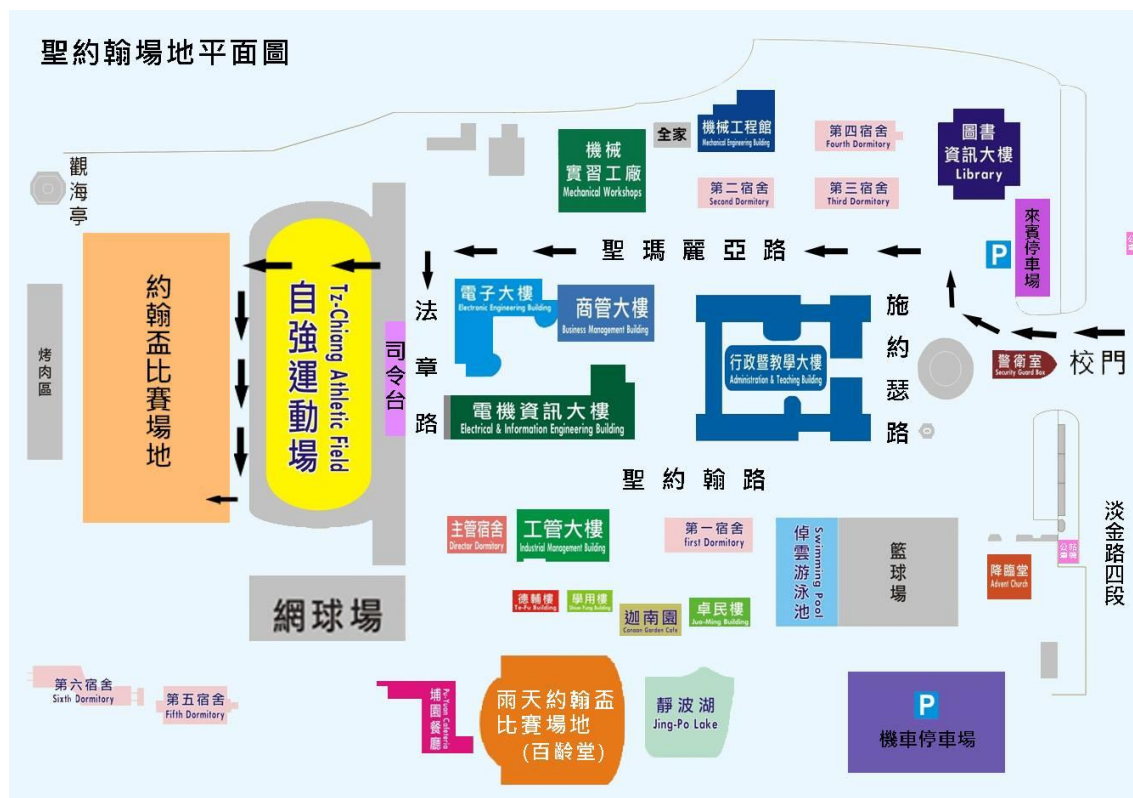 聖約翰場地平面圖
全家
機械工程館
Mechanical Engineering Building
第四宿舍
Fourth Dormitory
圖書
資訊大樓
Library
機械
實習工廠
Mechanical Workshops
第二宿舍
Second Dormitory
第三宿舍
Third Dormitory
觀海亭
來賓停車場
P
聖瑪麗亞路
約翰盃比賽場地
自強運動場
Tz-Chiang Athletic Field
司令台
法章路
電子大樓
Electronic Engineering Building
商管大樓
Business Management Building
行政暨教學大樓
Administration & Teaching Building
施約瑟路
警衛室
Security Guard Box
校門
烤肉區
電機資訊大樓
Electrical & Information Engineering Building
聖約翰路
主管宿舍
Director Dormitory
工管大樓
Industrial Management Building
第一宿舍
first Dormitory
倬雲游泳池
Swimming Pool
籃球場
降臨堂
Advent Church
淡金路四段
網球場
德輔樓
Te-Fu Building
學用樓
迦南園
Canaan Garden Cafe
卓民樓
Juo-Ming Building
第六宿舍
Sixth Dormitory
第五宿舍
Fifth Dormitory
埔園餐廳
Pu-Yuan Cafeteria
雨天約翰盃
比賽場地
(百齡堂)
靜波湖
Jing-Po Lake
P
機車停車場